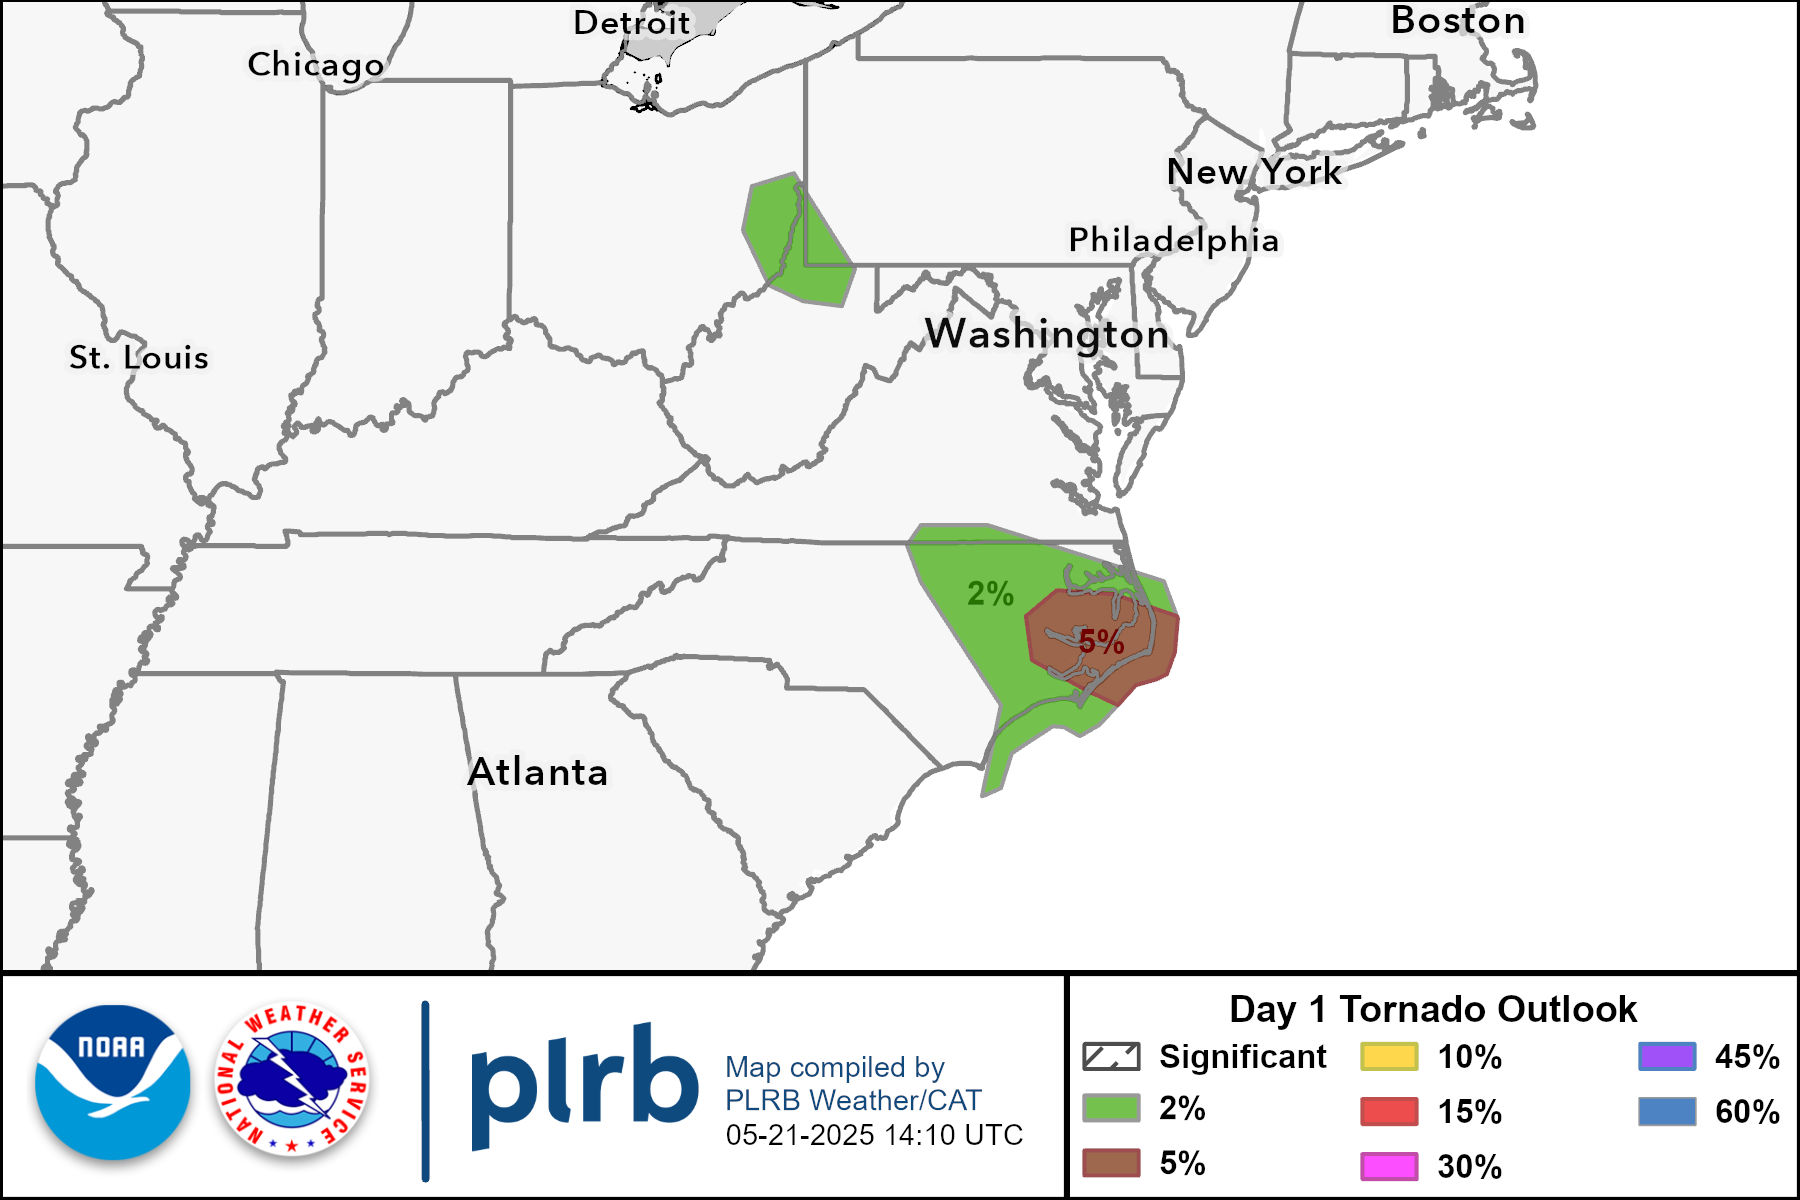 Detroit
Boston
Chicago
New York
Philadelphia
Washington
St. Louis
2%
5%
Atlanta
NOAA
NATIONAL WEATHER SERVICE
plrb
Map compiled by
PLRB Weather/CAT
05-21-2025 14:10 UTC
Day 1 Tornado Outlook
Significant
2%
5%
10%
15%
30%
45%
60%